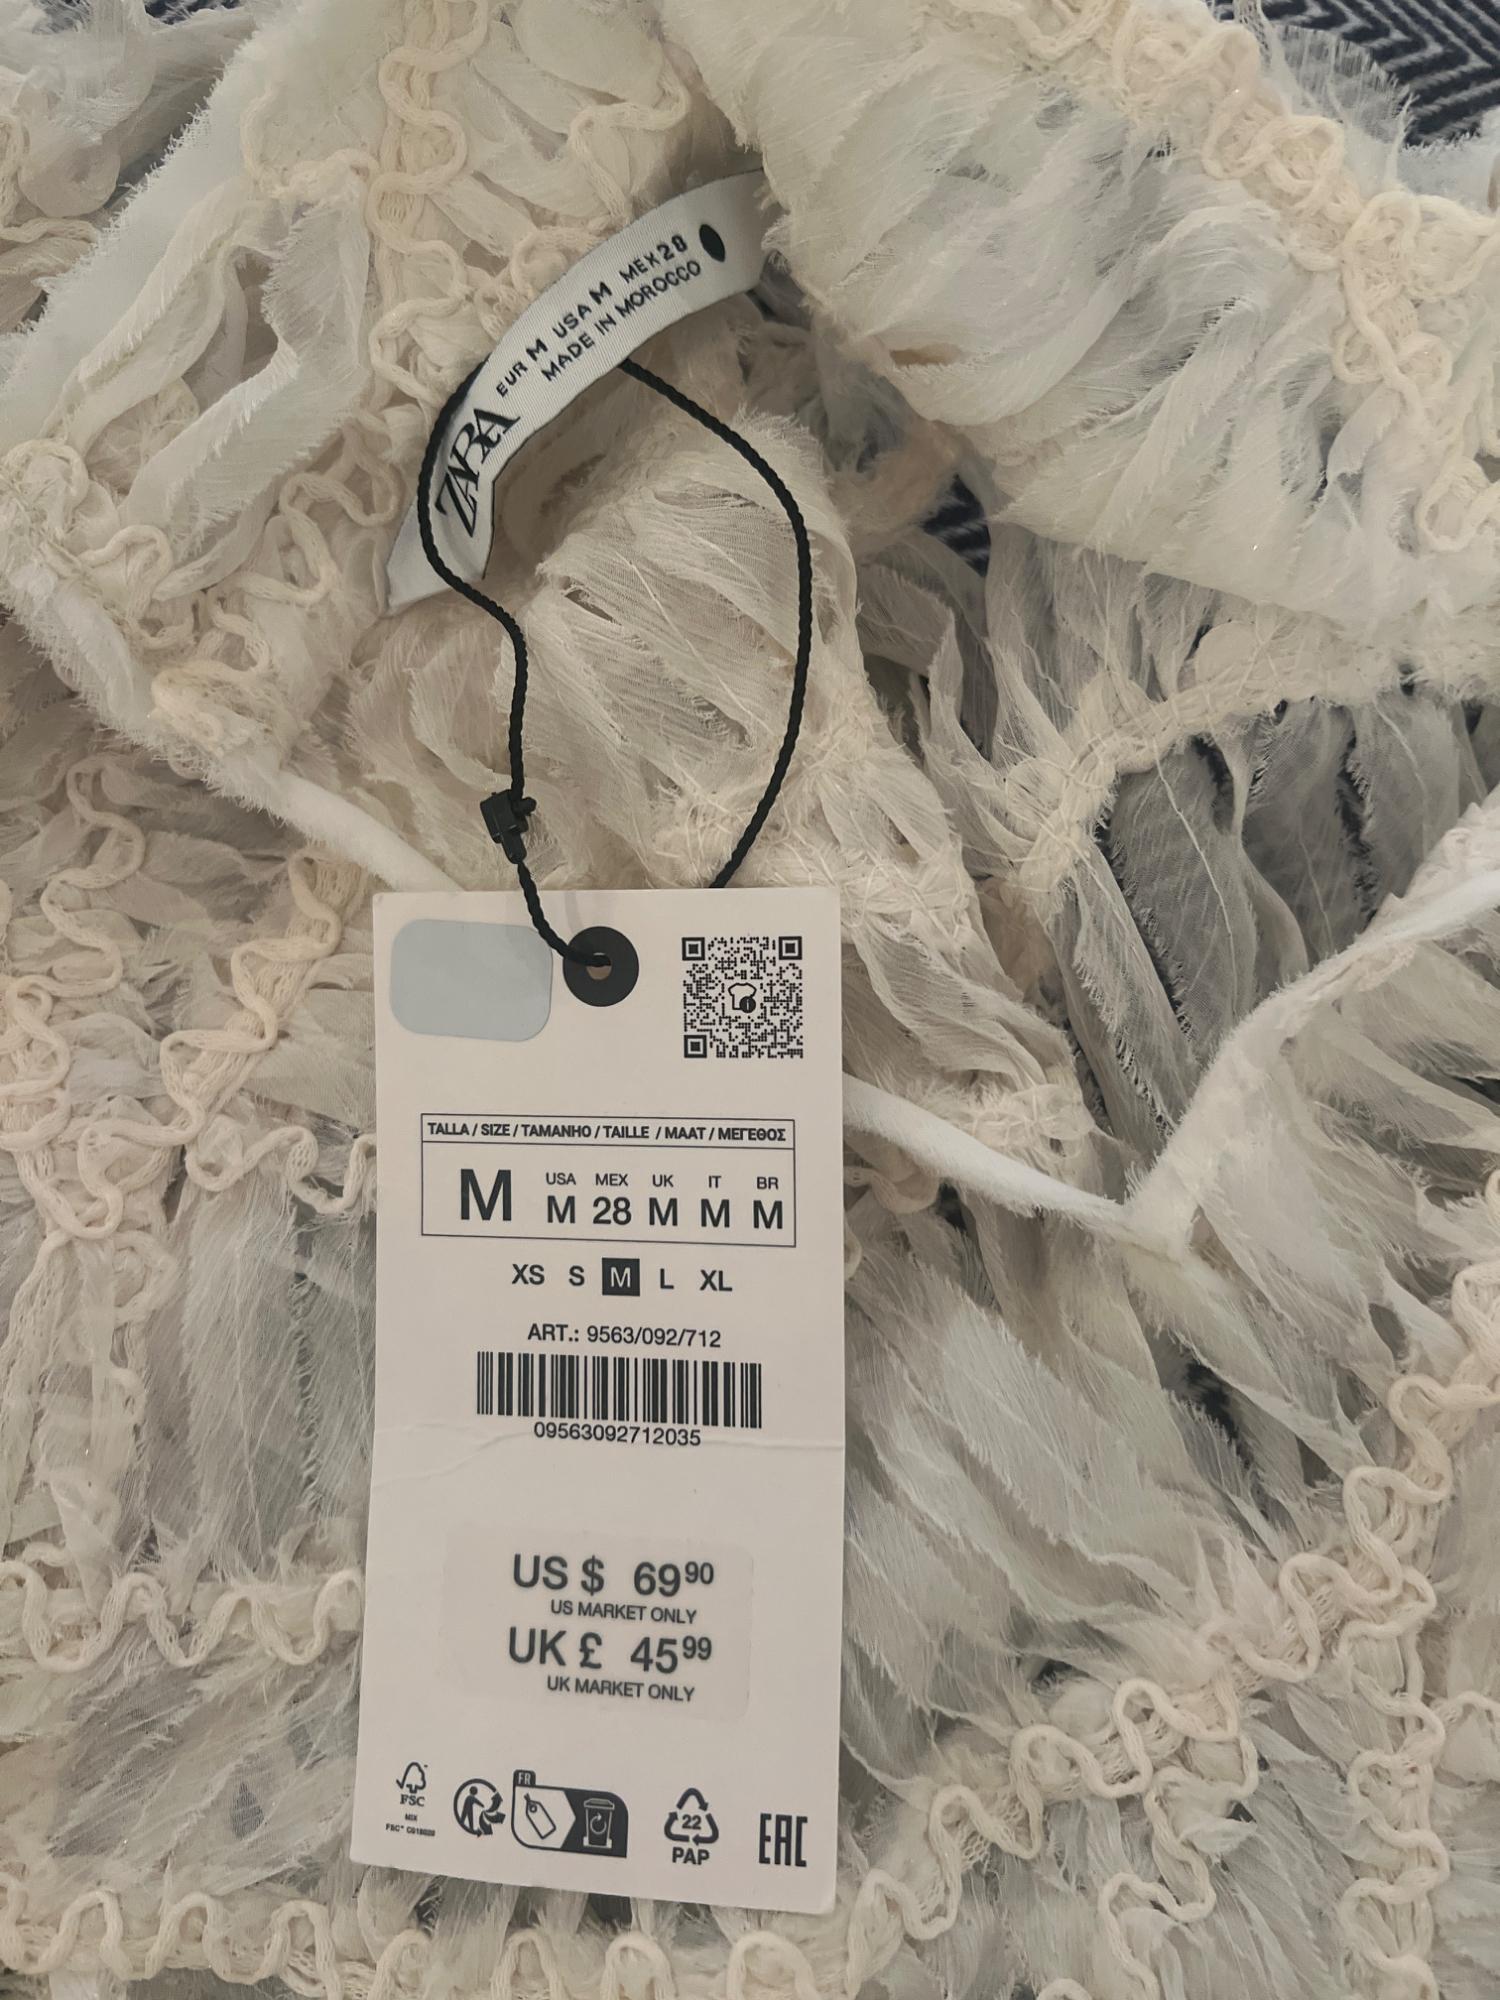 ZARA
EUR M USA M MEX 28
MADE IN MOROCCO
TALLA / SIZE / TAMANHO / TAILLE / MAAT / ΜΕΓΕΘΟΣ
USA MEX UK IT BR
M M 28 M M M
XS S M L XL
ART.: 9563/092/712
09563092712035
US $ 69⁹⁰
US MARKET ONLY
UK £ 45⁹⁹
UK MARKET ONLY
FR
FSC
MIX
22
PAP
EAC